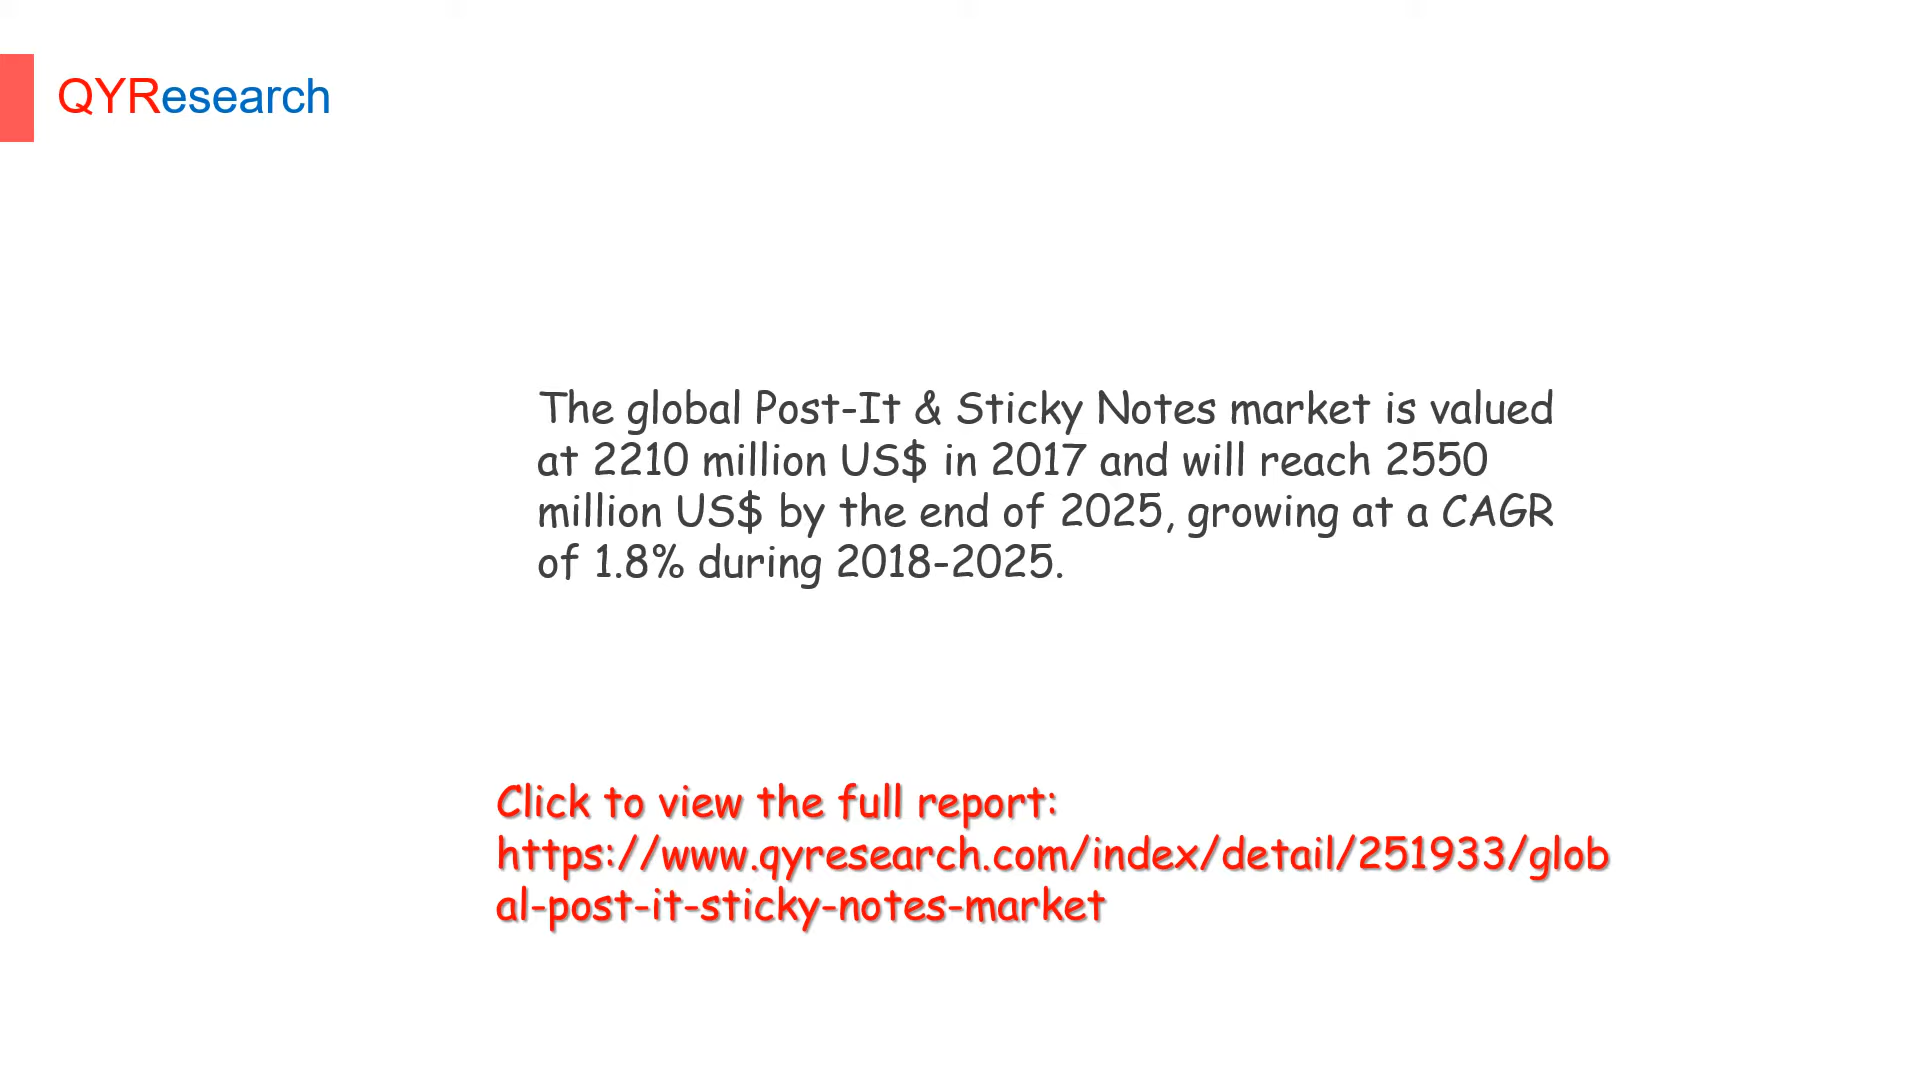 QYResearch
The global Post-It & Sticky Notes market is valued
at 2210 million US$ in 2017 and will reach 2550
million US$ by the end of 2025, growing at a CAGR
of 1.8% during 2018-2025.
Click to view the full report:
https://www.qyresearch.com/index/detail/251933/glob
al-post-it-sticky-notes-market